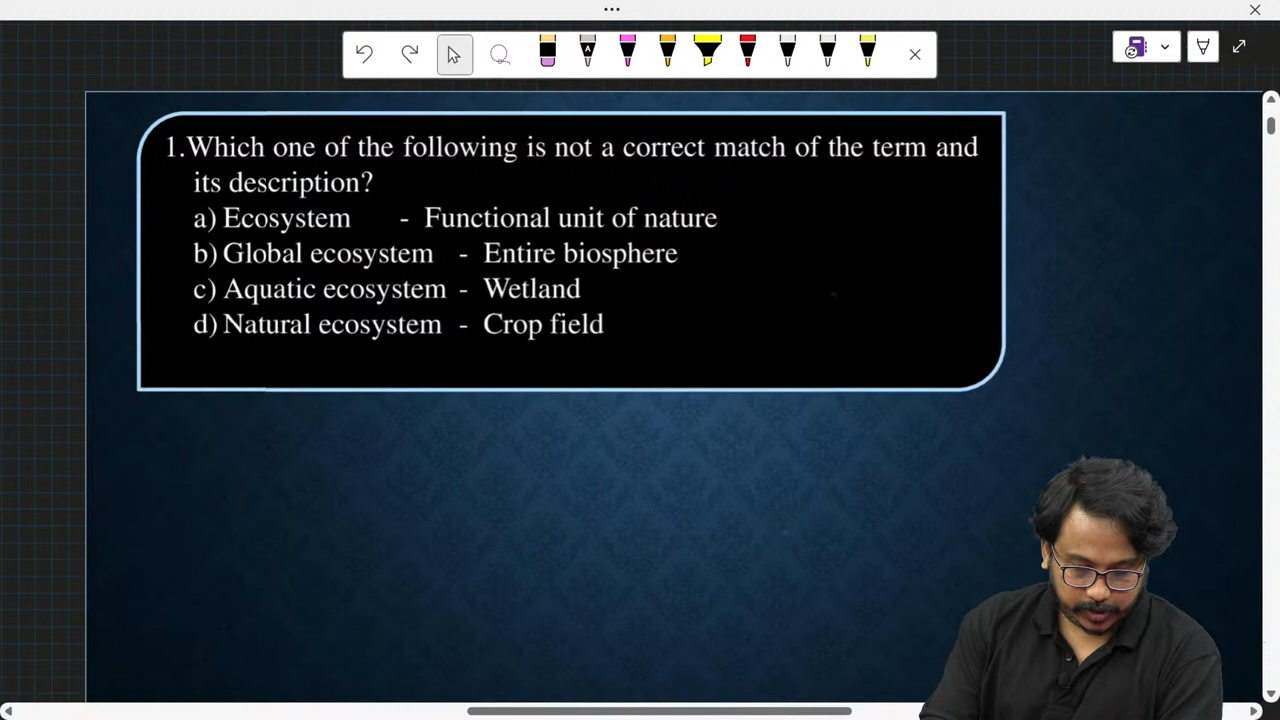 1.Which one of the following is not a correct match of the term and
its description?
a) Ecosystem - Functional unit of nature
b) Global ecosystem - Entire biosphere
c) Aquatic ecosystem - Wetland
d) Natural ecosystem - Crop field